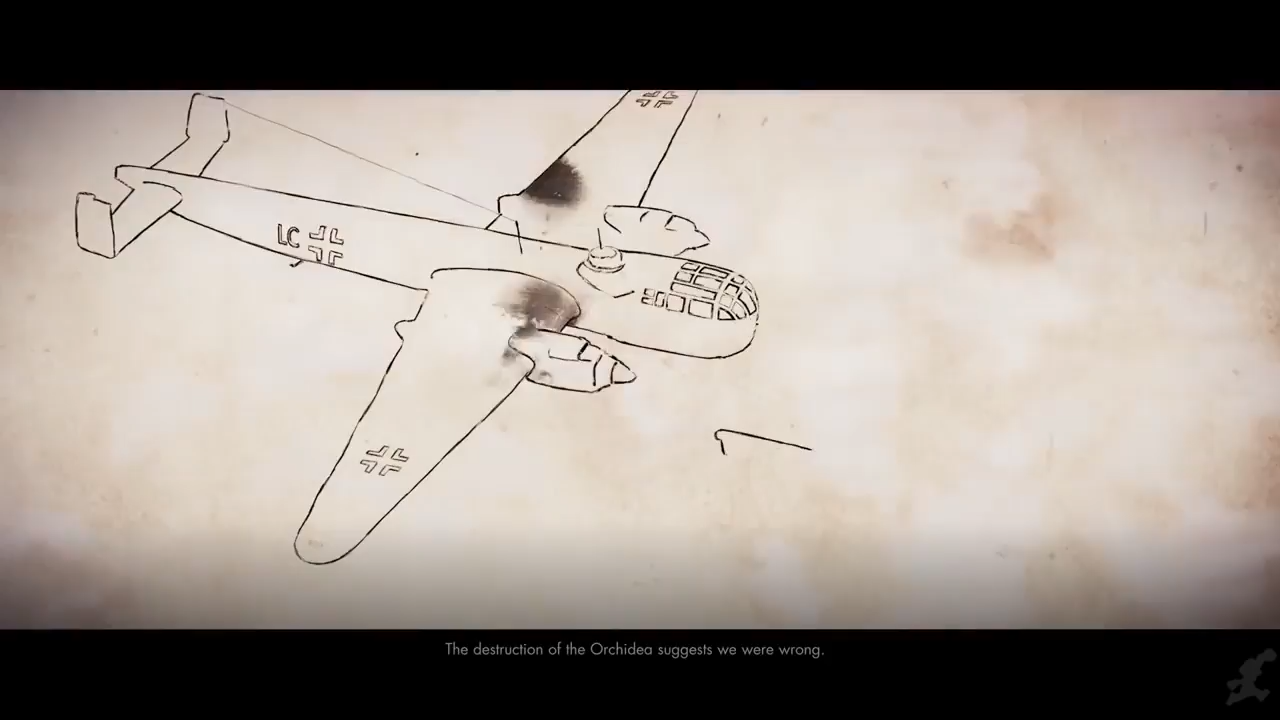 LC
The destruction of the Orchidea suggests we were wrong.